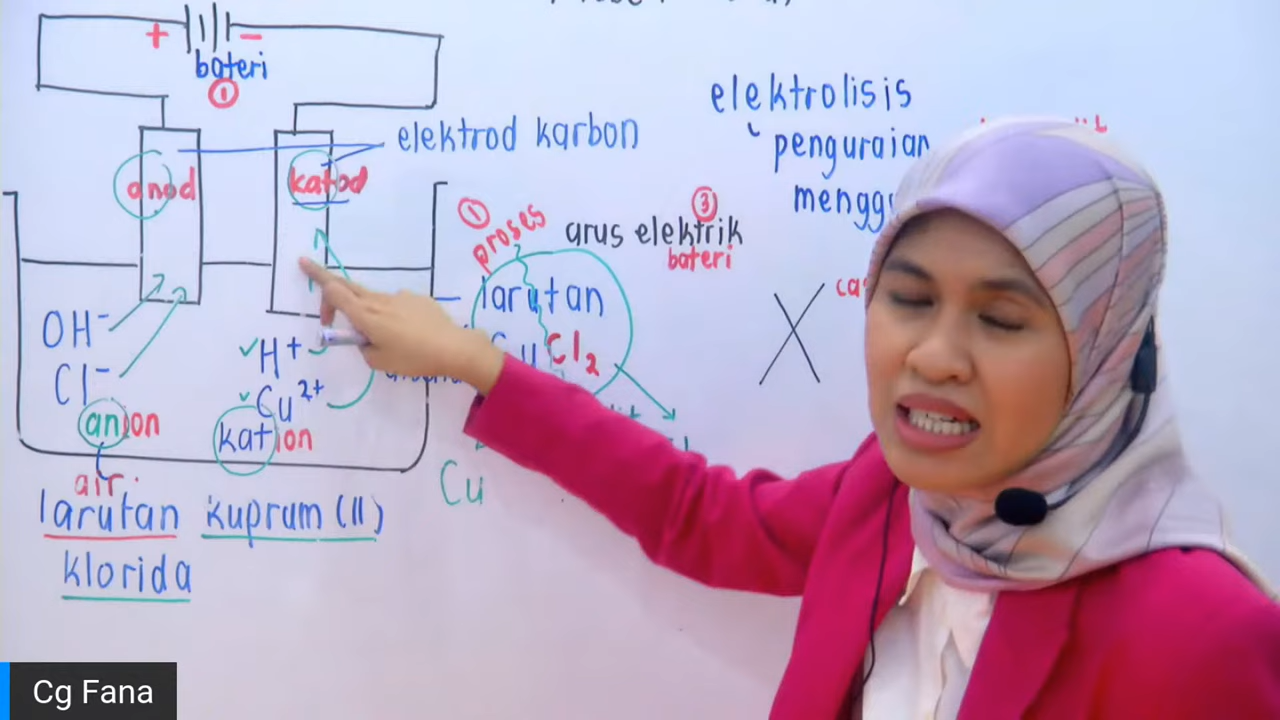 + −
bateri
①
elektrod karbon
anod
katod
OH⁻
Cl⁻
anion
H⁺
Cu²⁺
kation
air.
larutan kuprum (II)
klorida
elektrolisis
penguraian
① proses
arus elektrik
③
bateri
larutan
Cl₂
Cu
Cg Fana